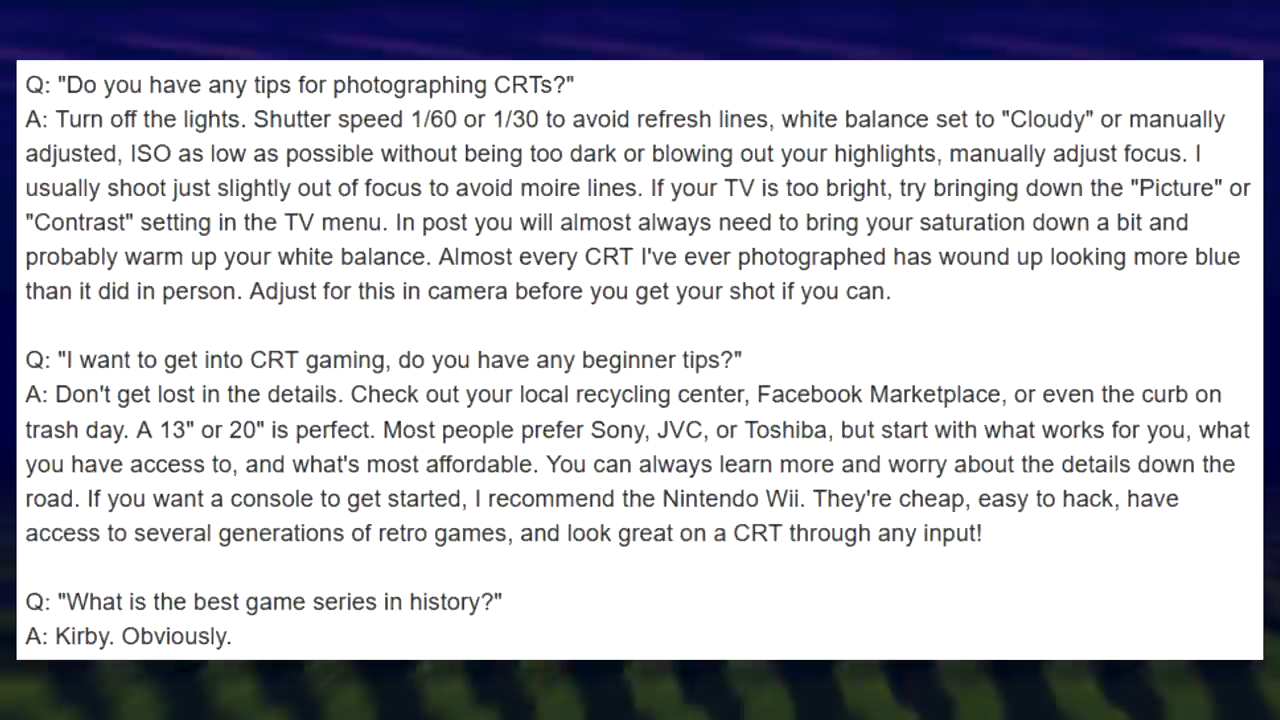 Q: "Do you have any tips for photographing CRTs?"
A: Turn off the lights. Shutter speed 1/60 or 1/30 to avoid refresh lines, white balance set to "Cloudy" or manually
adjusted, ISO as low as possible without being too dark or blowing out your highlights, manually adjust focus. I
usually shoot just slightly out of focus to avoid moire lines. If your TV is too bright, try bringing down the "Picture" or
"Contrast" setting in the TV menu. In post you will almost always need to bring your saturation down a bit and
probably warm up your white balance. Almost every CRT I've ever photographed has wound up looking more blue
than it did in person. Adjust for this in camera before you get your shot if you can.
Q: "I want to get into CRT gaming, do you have any beginner tips?"
A: Don't get lost in the details. Check out your local recycling center, Facebook Marketplace, or even the curb on
trash day. A 13" or 20" is perfect. Most people prefer Sony, JVC, or Toshiba, but start with what works for you, what
you have access to, and what's most affordable. You can always learn more and worry about the details down the
road. If you want a console to get started, I recommend the Nintendo Wii. They're cheap, easy to hack, have
access to several generations of retro games, and look great on a CRT through any input!
Q: "What is the best game series in history?"
A: Kirby. Obviously.